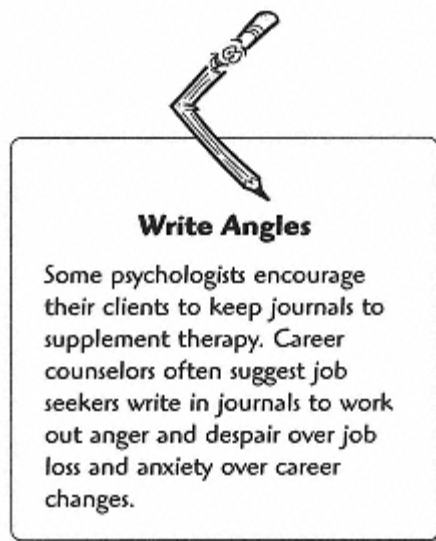 Write Angles
Some psychologists encourage
their clients to keep journals to
supplement therapy. Career
counselors often suggest job
seekers write in journals to work
out anger and despair over job
loss and anxiety over career
changes.